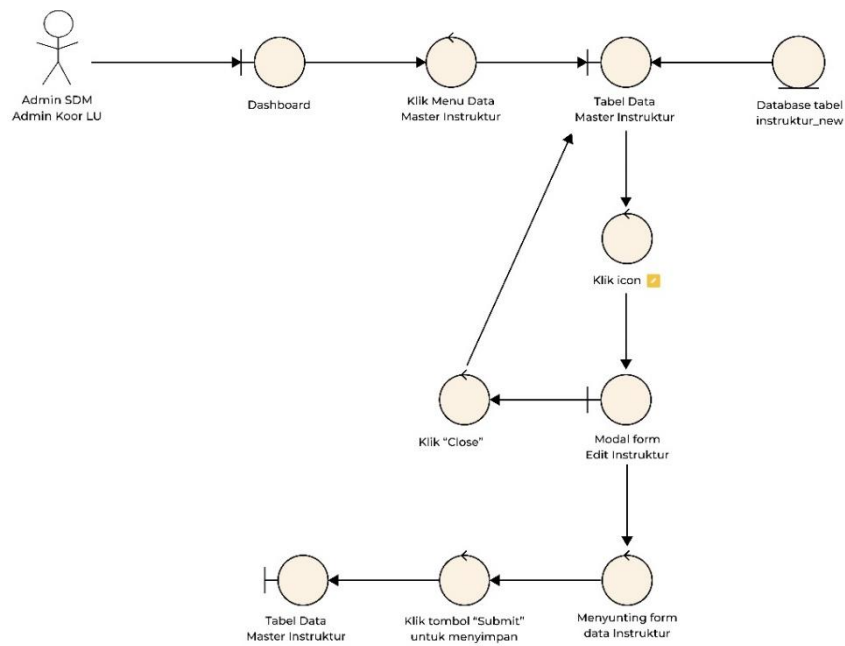 Admin SDM
Admin Koor LU
Dashboard
Klik Menu Data
Master Instruktur
Tabel Data
Master Instruktur
Database tabel
instruktur_new
Klik icon
Klik "Close"
Modal form
Edit Instruktur
Tabel Data
Master Instruktur
Klik tombol "Submit"
untuk menyimpan
Menyunting form
data Instruktur